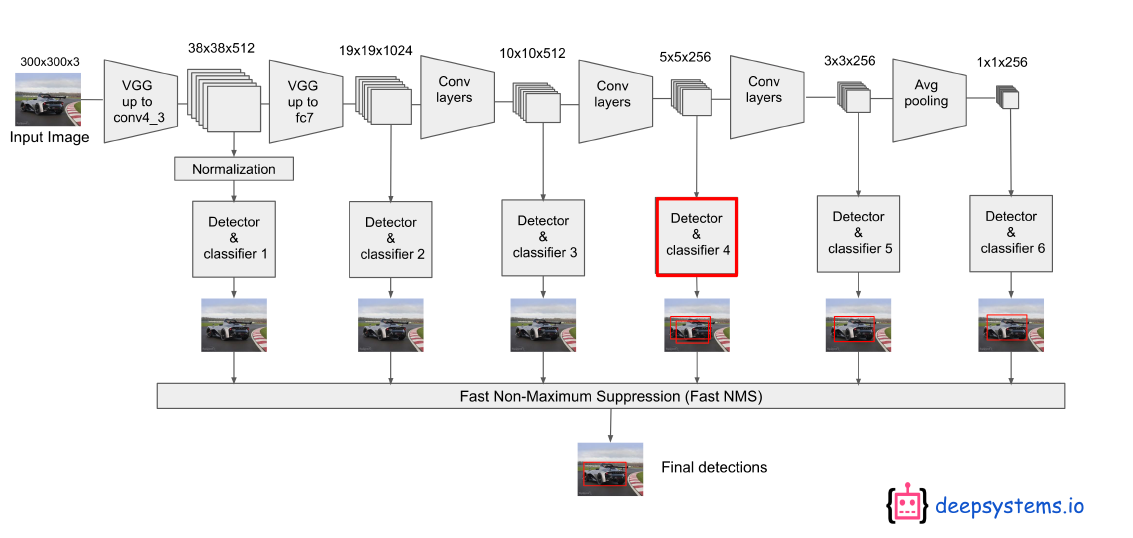 300x300x3
38x38x512
19x19x1024
10x10x512
5x5x256
3x3x256
1x1x256
Input Image
VGG
up to
conv4_3
VGG
up to
fc7
Conv
layers
Conv
layers
Conv
layers
Avg
pooling
Normalization
Detector
&
classifier 1
Detector
&
classifier 2
Detector
&
classifier 3
Detector
&
classifier 4
Detector
&
classifier 5
Detector
&
classifier 6
Fast Non-Maximum Suppression (Fast NMS)
Final detections
{ } deepsystems.io